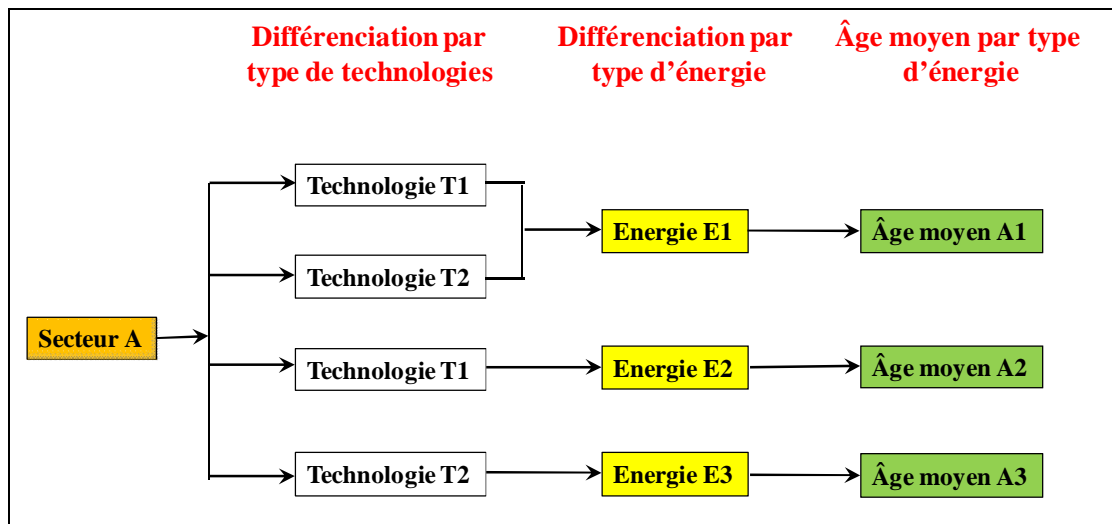 Différenciation par
type de technologies
Différenciation par
type d'énergie
Âge moyen par type
d'énergie
Technologie T1
Technologie T2
Energie E1
Âge moyen A1
Secteur A
Technologie T1
Energie E2
Âge moyen A2
Technologie T2
Energie E3
Âge moyen A3